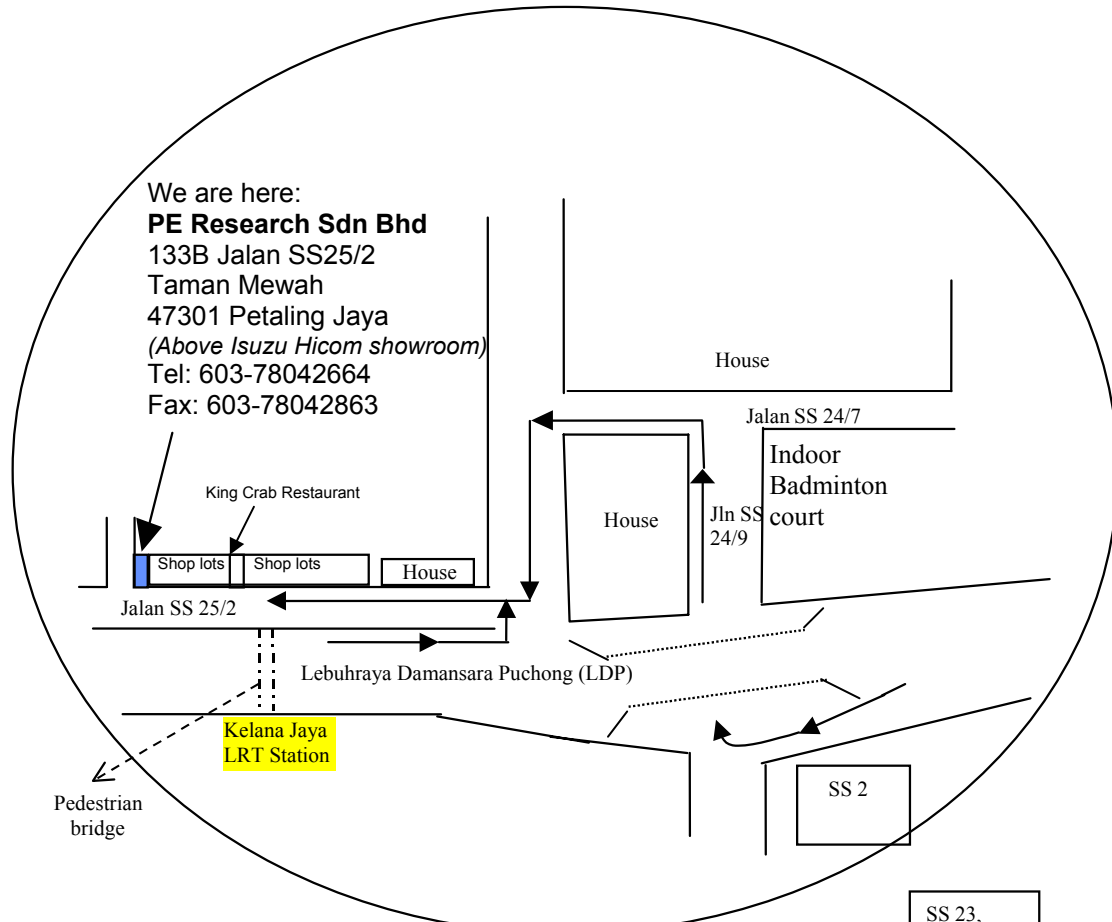 We are here:
PE Research Sdn Bhd
133B Jalan SS25/2
Taman Mewah
47301 Petaling Jaya
(Above Isuzu Hicom showroom)
Tel: 603-78042664
Fax: 603-78042863
House
Jalan SS 24/7
Indoor
Badminton
court
King Crab Restaurant
House
Jln SS
24/9
Shop lots
Shop lots
House
Jalan SS 25/2
Lebuhraya Damansara Puchong (LDP)
Kelana Jaya
LRT Station
Pedestrian
bridge
SS 2
SS 23,